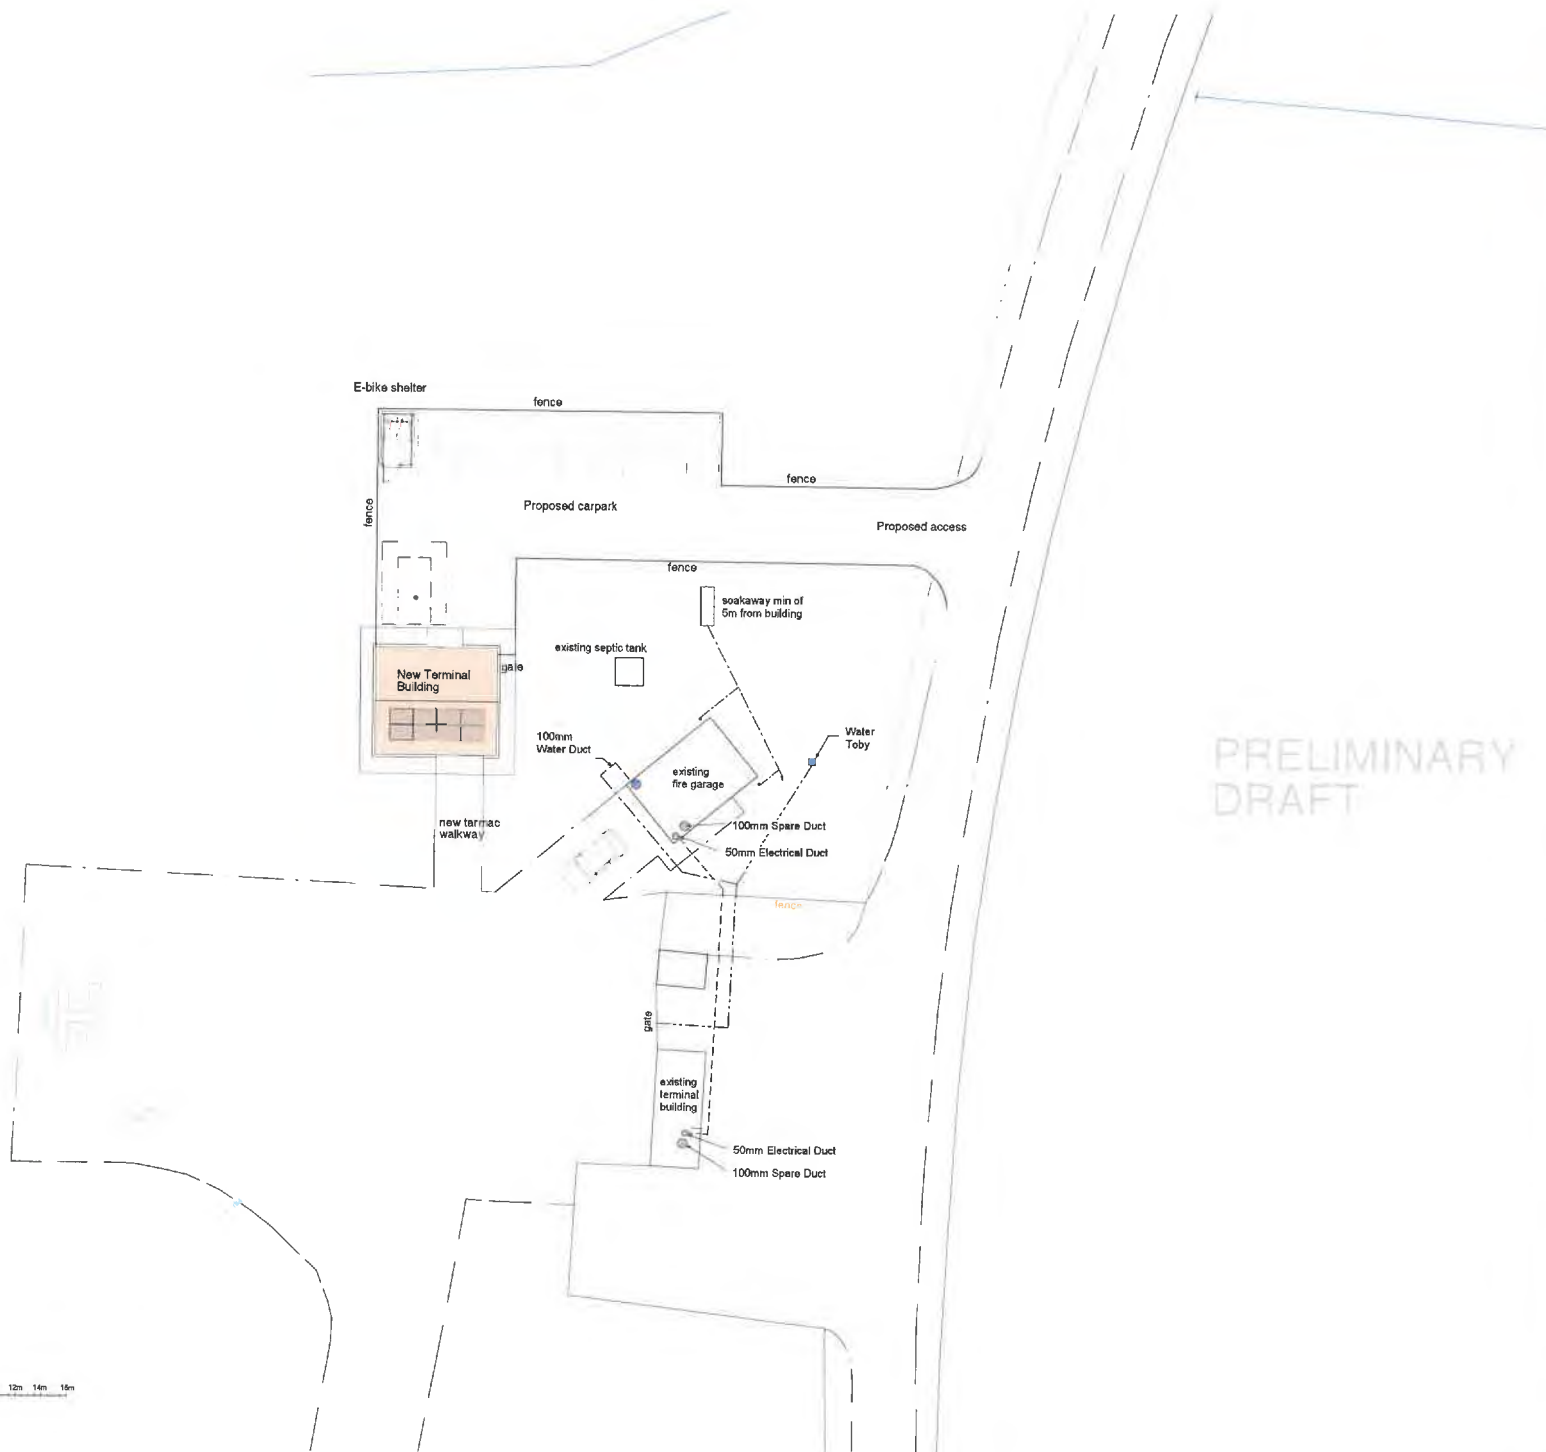 E-bike shelter
fence
fence
fence
Proposed carpark
Proposed access
fence
soakaway min of
5m from building
existing septic tank
gate
New Terminal
Building
100mm
Water Duct
Water
Toby
existing
fire garage
PRELIMINARY
DRAFT
new tarmac
walkway
100mm Spare Duct
50mm Electrical Duct
fence
gate
existing
terminal
building
50mm Electrical Duct
100mm Spare Duct
12m 14m 16m